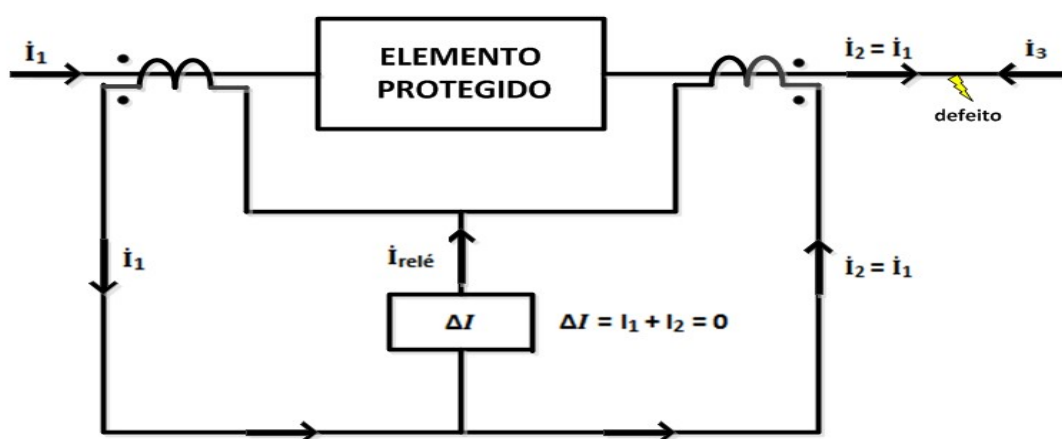 İ₁
ELEMENTO
PROTEGIDO
İ₂ = İ₁
İ₃
defeito
İ₁
İrelé
ΔI
ΔI = I₁ + I₂ = 0
İ₂ = İ₁